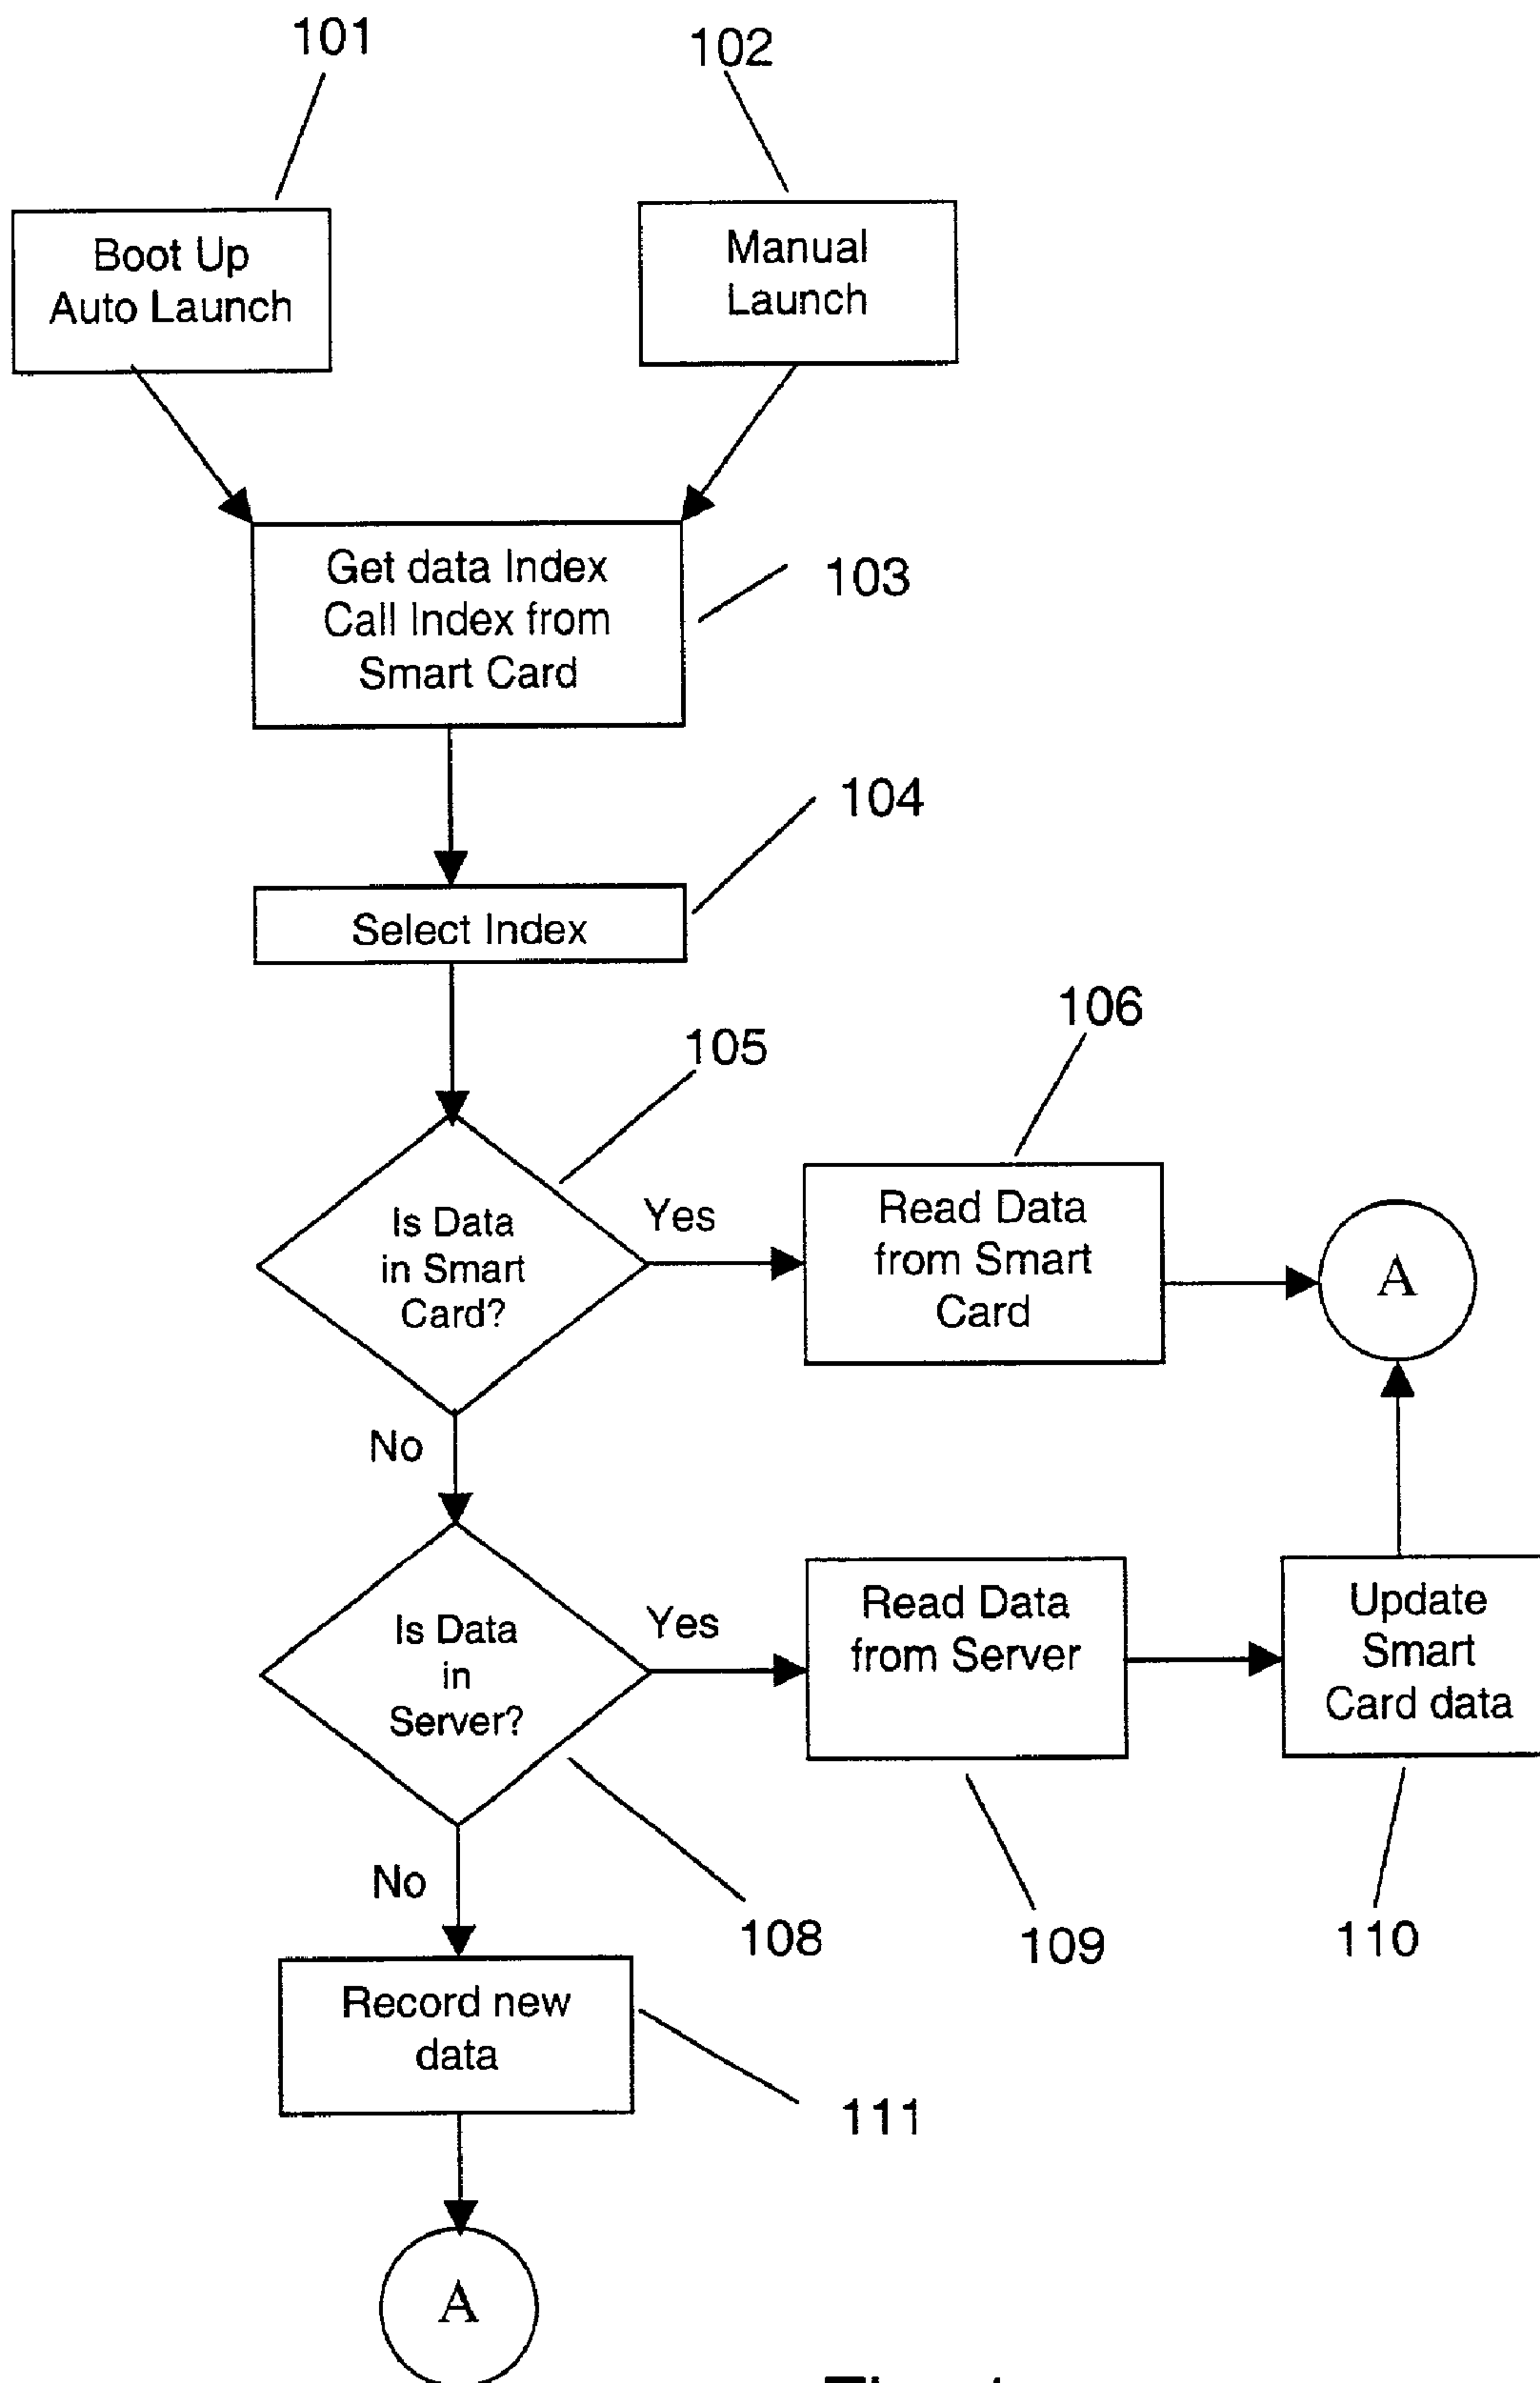 101
102
Boot Up
Auto Launch
Manual
Launch
Get data Index
Call Index from
Smart Card
103
104
Select Index
105
106
Is Data
in Smart
Card?
Yes
Read Data
from Smart
Card
A
No
Is Data
in
Server?
Yes
Read Data
from Server
Update
Smart
Card data
No
108
109
110
Record new
data
111
A